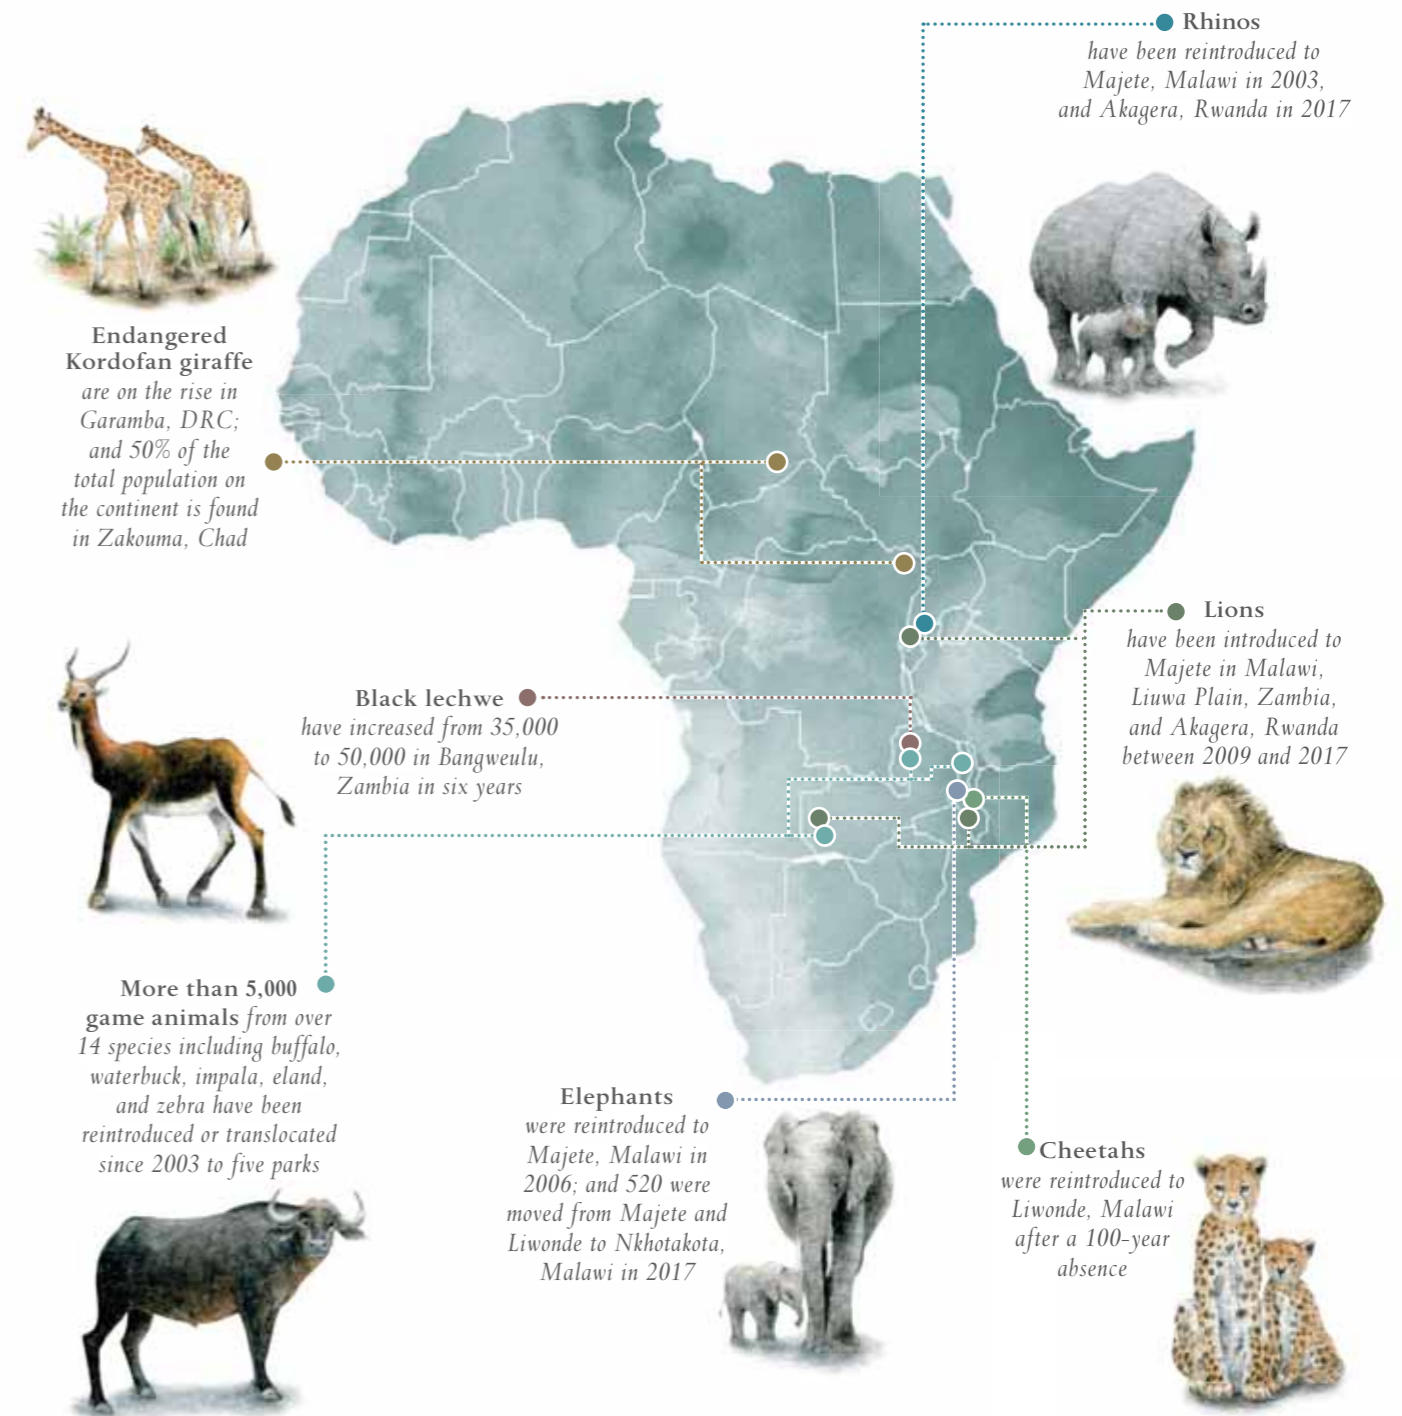 Rhinos
have been reintroduced to
Majete, Malawi in 2003,
and Akagera, Rwanda in 2017
Endangered
Kordofan giraffe
are on the rise in
Garamba, DRC;
and 50% of the
total population on
the continent is found
in Zakouma, Chad
Lions
have been introduced to
Majete in Malawi,
Liuwa Plain, Zambia,
and Akagera, Rwanda
between 2009 and 2017
Black lechwe
have increased from 35,000
to 50,000 in Bangweulu,
Zambia in six years
More than 5,000
game animals from over
14 species including buffalo,
waterbuck, impala, eland,
and zebra have been
reintroduced or translocated
since 2003 to five parks
Elephants
were reintroduced to
Majete, Malawi in
2006; and 520 were
moved from Majete and
Liwonde to Nkhotakota,
Malawi in 2017
Cheetahs
were reintroduced to
Liwonde, Malawi
after a 100-year
absence